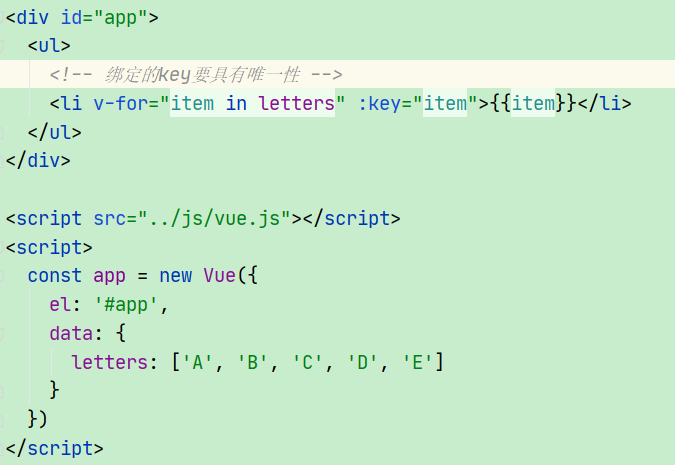 <div id="app">
  <ul>
    <!-- 绑定的key要具有唯一性 -->
    <li v-for="item in letters" :key="item">{{item}}</li>
  </ul>
</div>

<script src="../js/vue.js"></script>
<script>
  const app = new Vue({
    el: '#app',
    data: {
      letters: ['A', 'B', 'C', 'D', 'E']
    }
  })
</script>